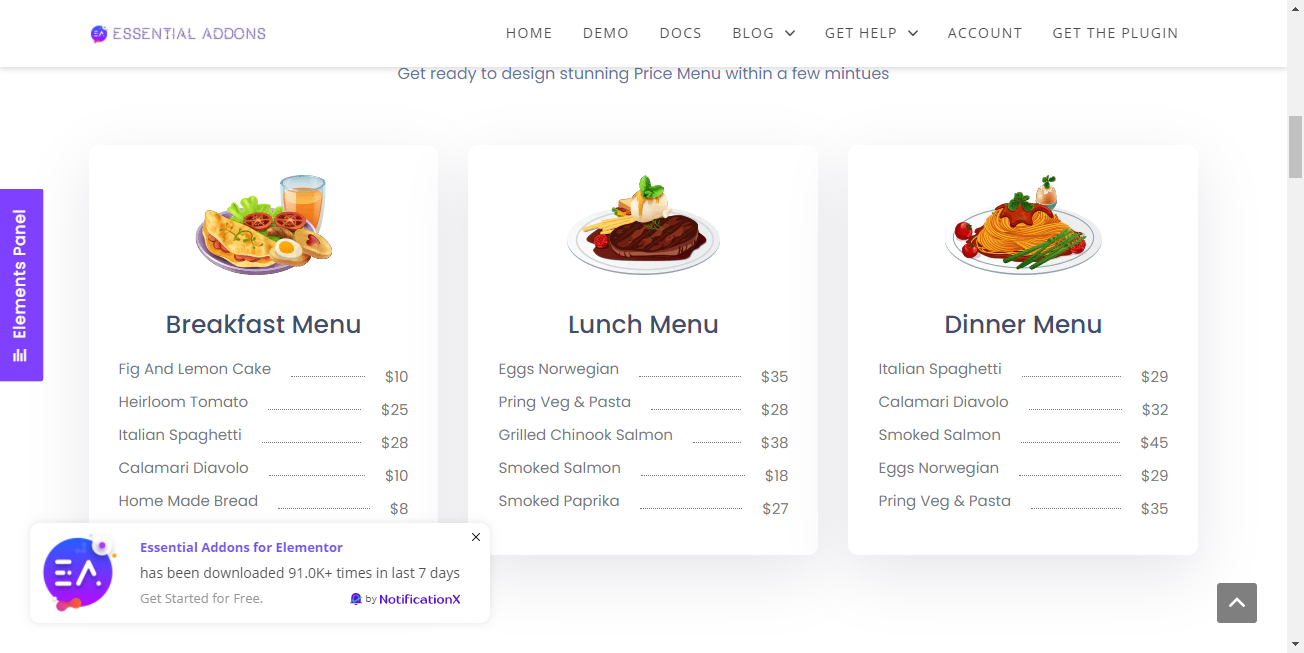 ESSENTIAL ADDONS
HOME DEMO DOCS BLOG GET HELP ACCOUNT GET THE PLUGIN
Get ready to design stunning Price Menu within a few mintues
Elements Panel
Breakfast Menu
Fig And Lemon Cake $10
Heirloom Tomato $25
Italian Spaghetti $28
Calamari Diavolo $10
Home Made Bread $8
Lunch Menu
Eggs Norwegian $35
Pring Veg & Pasta $28
Grilled Chinook Salmon $38
Smoked Salmon $18
Smoked Paprika $27
Dinner Menu
Italian Spaghetti $29
Calamari Diavolo $32
Smoked Salmon $45
Eggs Norwegian $29
Pring Veg & Pasta $35
EA
Essential Addons for Elementor
has been downloaded 91.0K+ times in last 7 days
Get Started for Free.
by NotificationX